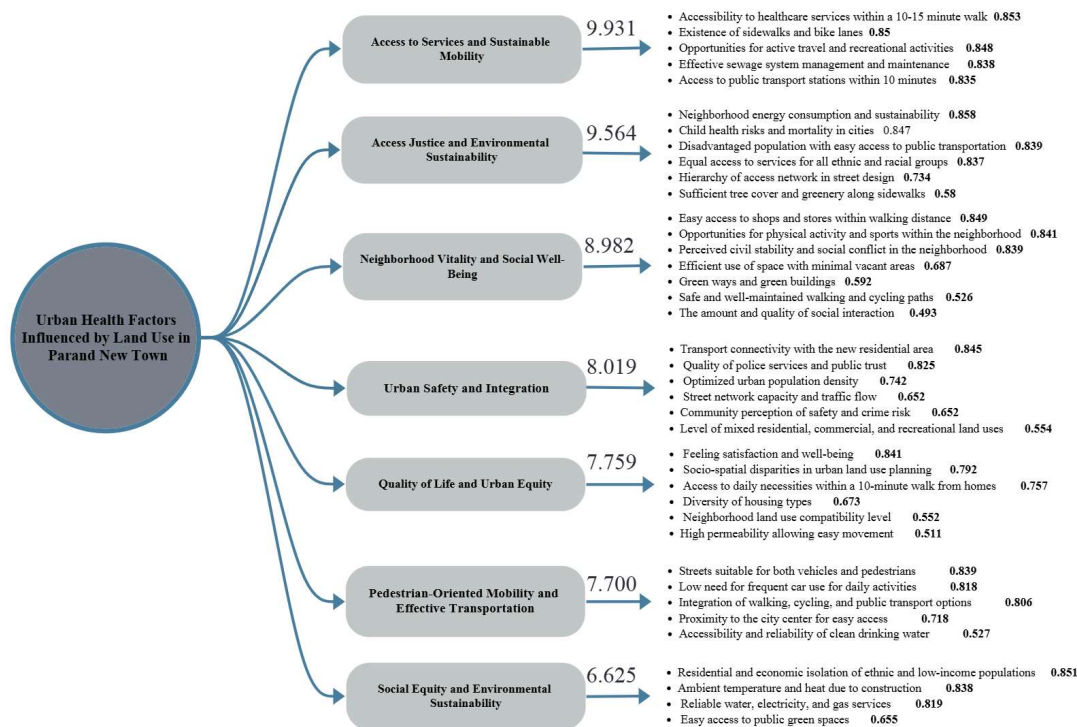 Urban Health Factors
Influenced by Land Use in
Parand New Town
Access to Services and Sustainable
Mobility
9.931
• Accessibility to healthcare services within a 10-15 minute walk 0.853
• Existence of sidewalks and bike lanes 0.85
• Opportunities for active travel and recreational activities 0.848
• Effective sewage system management and maintenance 0.838
• Access to public transport stations within 10 minutes 0.835
Access Justice and Environmental
Sustainability
9.564
• Neighborhood energy consumption and sustainability 0.858
• Child health risks and mortality in cities 0.847
• Disadvantaged population with easy access to public transportation 0.839
• Equal access to services for all ethnic and racial groups 0.837
• Hierarchy of access network in street design 0.734
• Sufficient tree cover and greenery along sidewalks 0.58
Neighborhood Vitality and Social Well-
Being
8.982
• Easy access to shops and stores within walking distance 0.849
• Opportunities for physical activity and sports within the neighborhood 0.841
• Perceived civil stability and social conflict in the neighborhood 0.839
• Efficient use of space with minimal vacant areas 0.687
• Green ways and green buildings 0.592
• Safe and well-maintained walking and cycling paths 0.526
• The amount and quality of social interaction 0.493
Urban Safety and Integration
8.019
• Transport connectivity with the new residential area 0.845
• Quality of police services and public trust 0.825
• Optimized urban population density 0.742
• Street network capacity and traffic flow 0.652
• Community perception of safety and crime risk 0.652
• Level of mixed residential, commercial, and recreational land uses 0.554
Quality of Life and Urban Equity
7.759
• Feeling satisfaction and well-being 0.841
• Socio-spatial disparities in urban land use planning 0.792
• Access to daily necessities within a 10-minute walk from homes 0.757
• Diversity of housing types 0.673
• Neighborhood land use compatibility level 0.552
• High permeability allowing easy movement 0.511
Pedestrian-Oriented Mobility and
Effective Transportation
7.700
• Streets suitable for both vehicles and pedestrians 0.839
• Low need for frequent car use for daily activities 0.818
• Integration of walking, cycling, and public transport options 0.806
• Proximity to the city center for easy access 0.718
• Accessibility and reliability of clean drinking water 0.527
Social Equity and Environmental
Sustainability
6.625
• Residential and economic isolation of ethnic and low-income populations 0.851
• Ambient temperature and heat due to construction 0.838
• Reliable water, electricity, and gas services 0.819
• Easy access to public green spaces 0.655